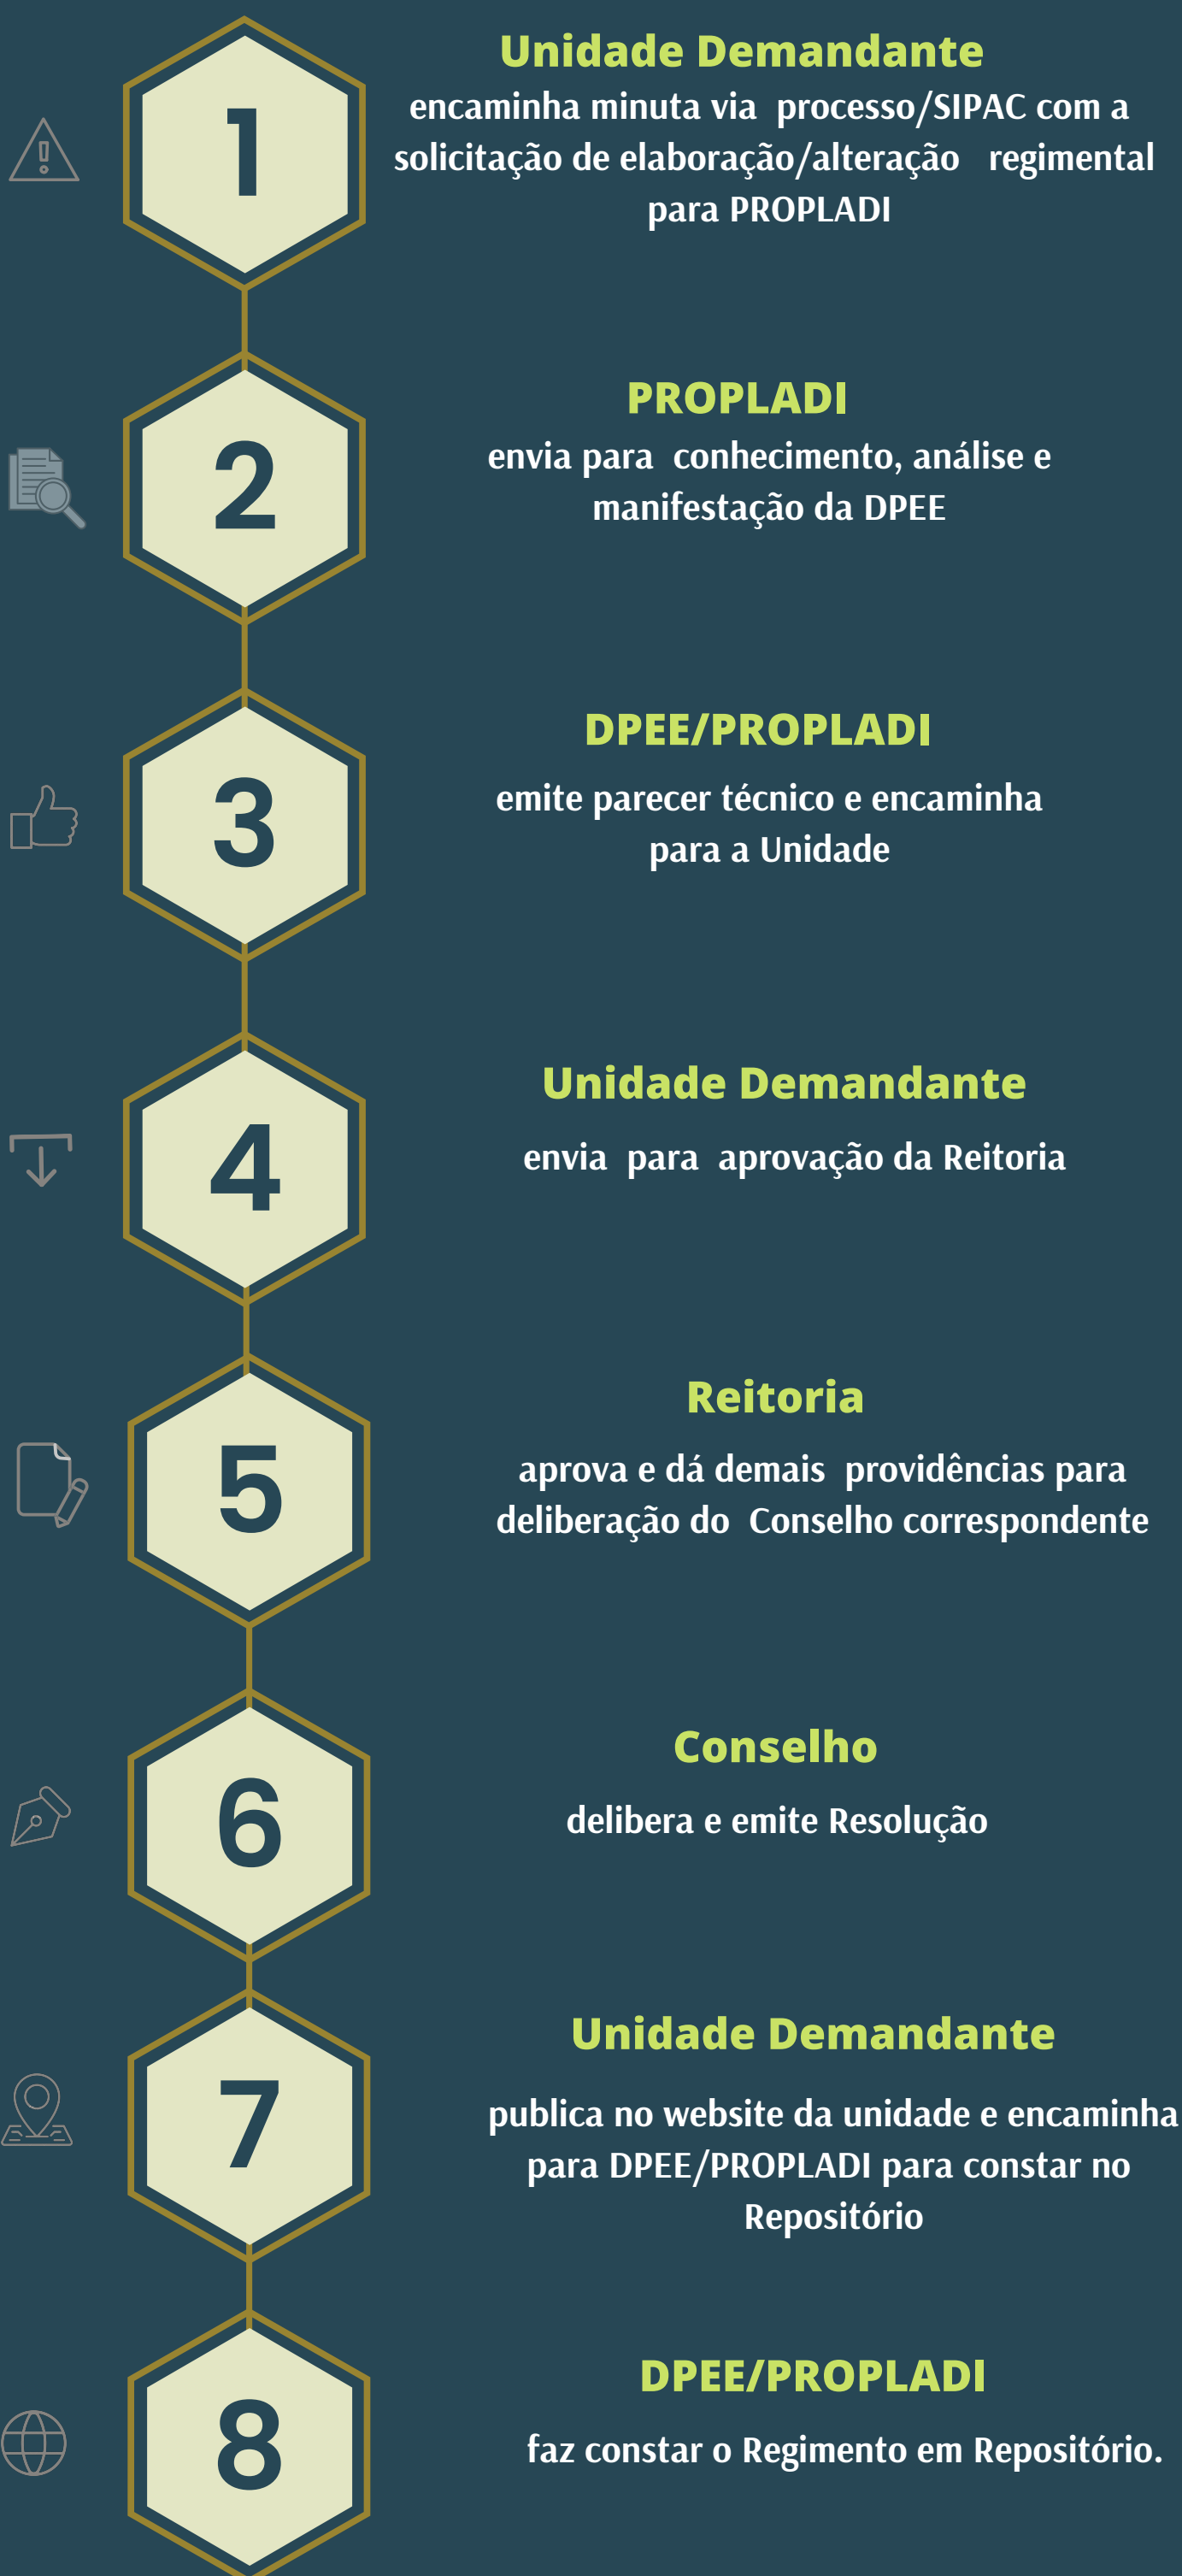 1
Unidade Demandante
encaminha minuta via processo/SIPAC com a
solicitação de elaboração/alteração regimental
para PROPLADI
2
PROPLADI
envia para conhecimento, análise e
manifestação da DPEE
3
DPEE/PROPLADI
emite parecer técnico e encaminha
para a Unidade
4
Unidade Demandante
envia para aprovação da Reitoria
5
Reitoria
aprova e dá demais providências para
deliberação do Conselho correspondente
6
Conselho
delibera e emite Resolução
7
Unidade Demandante
publica no website da unidade e encaminha
para DPEE/PROPLADI para constar no
Repositório
8
DPEE/PROPLADI
faz constar o Regimento em Repositório.